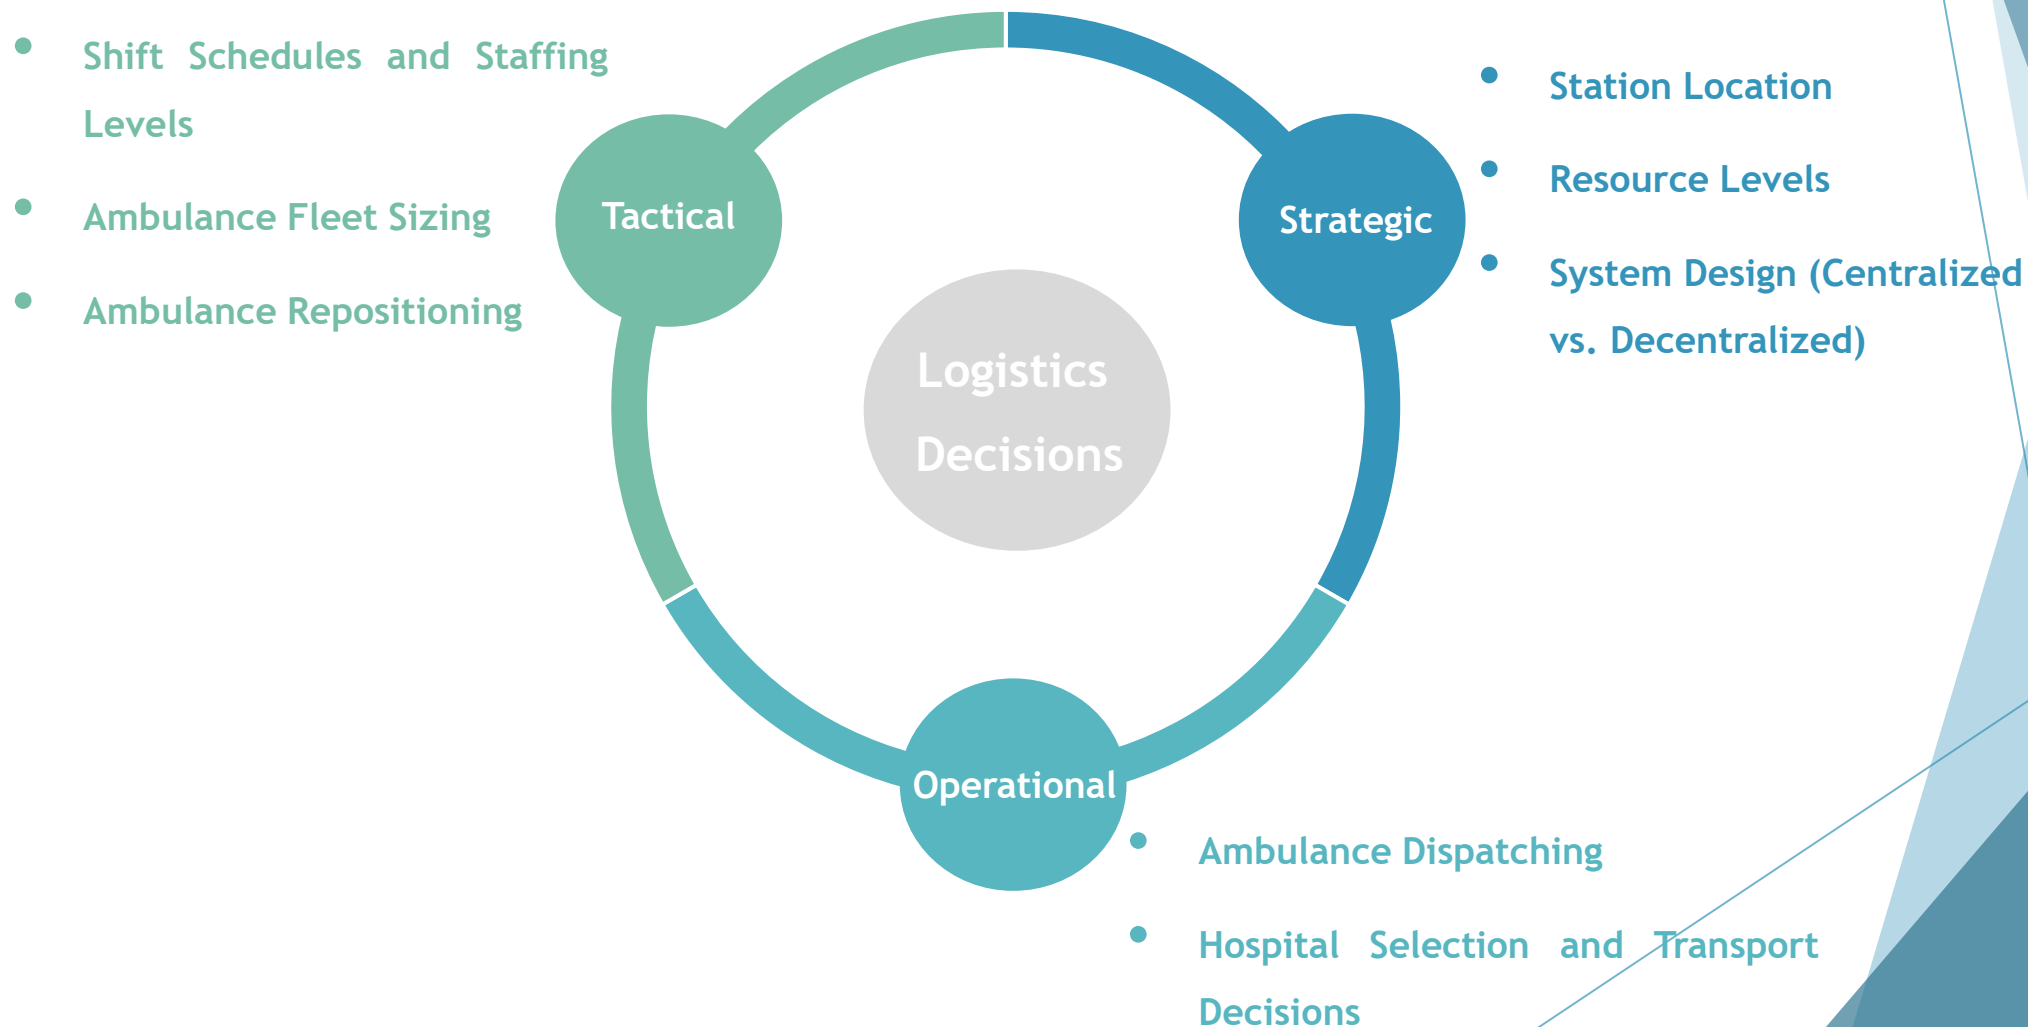 Shift Schedules and Staffing
Levels
Ambulance Fleet Sizing
Ambulance Repositioning
Tactical
Strategic
Station Location
Resource Levels
System Design (Centralized
vs. Decentralized)
Logistics
Decisions
Operational
Ambulance Dispatching
Hospital Selection and Transport
Decisions